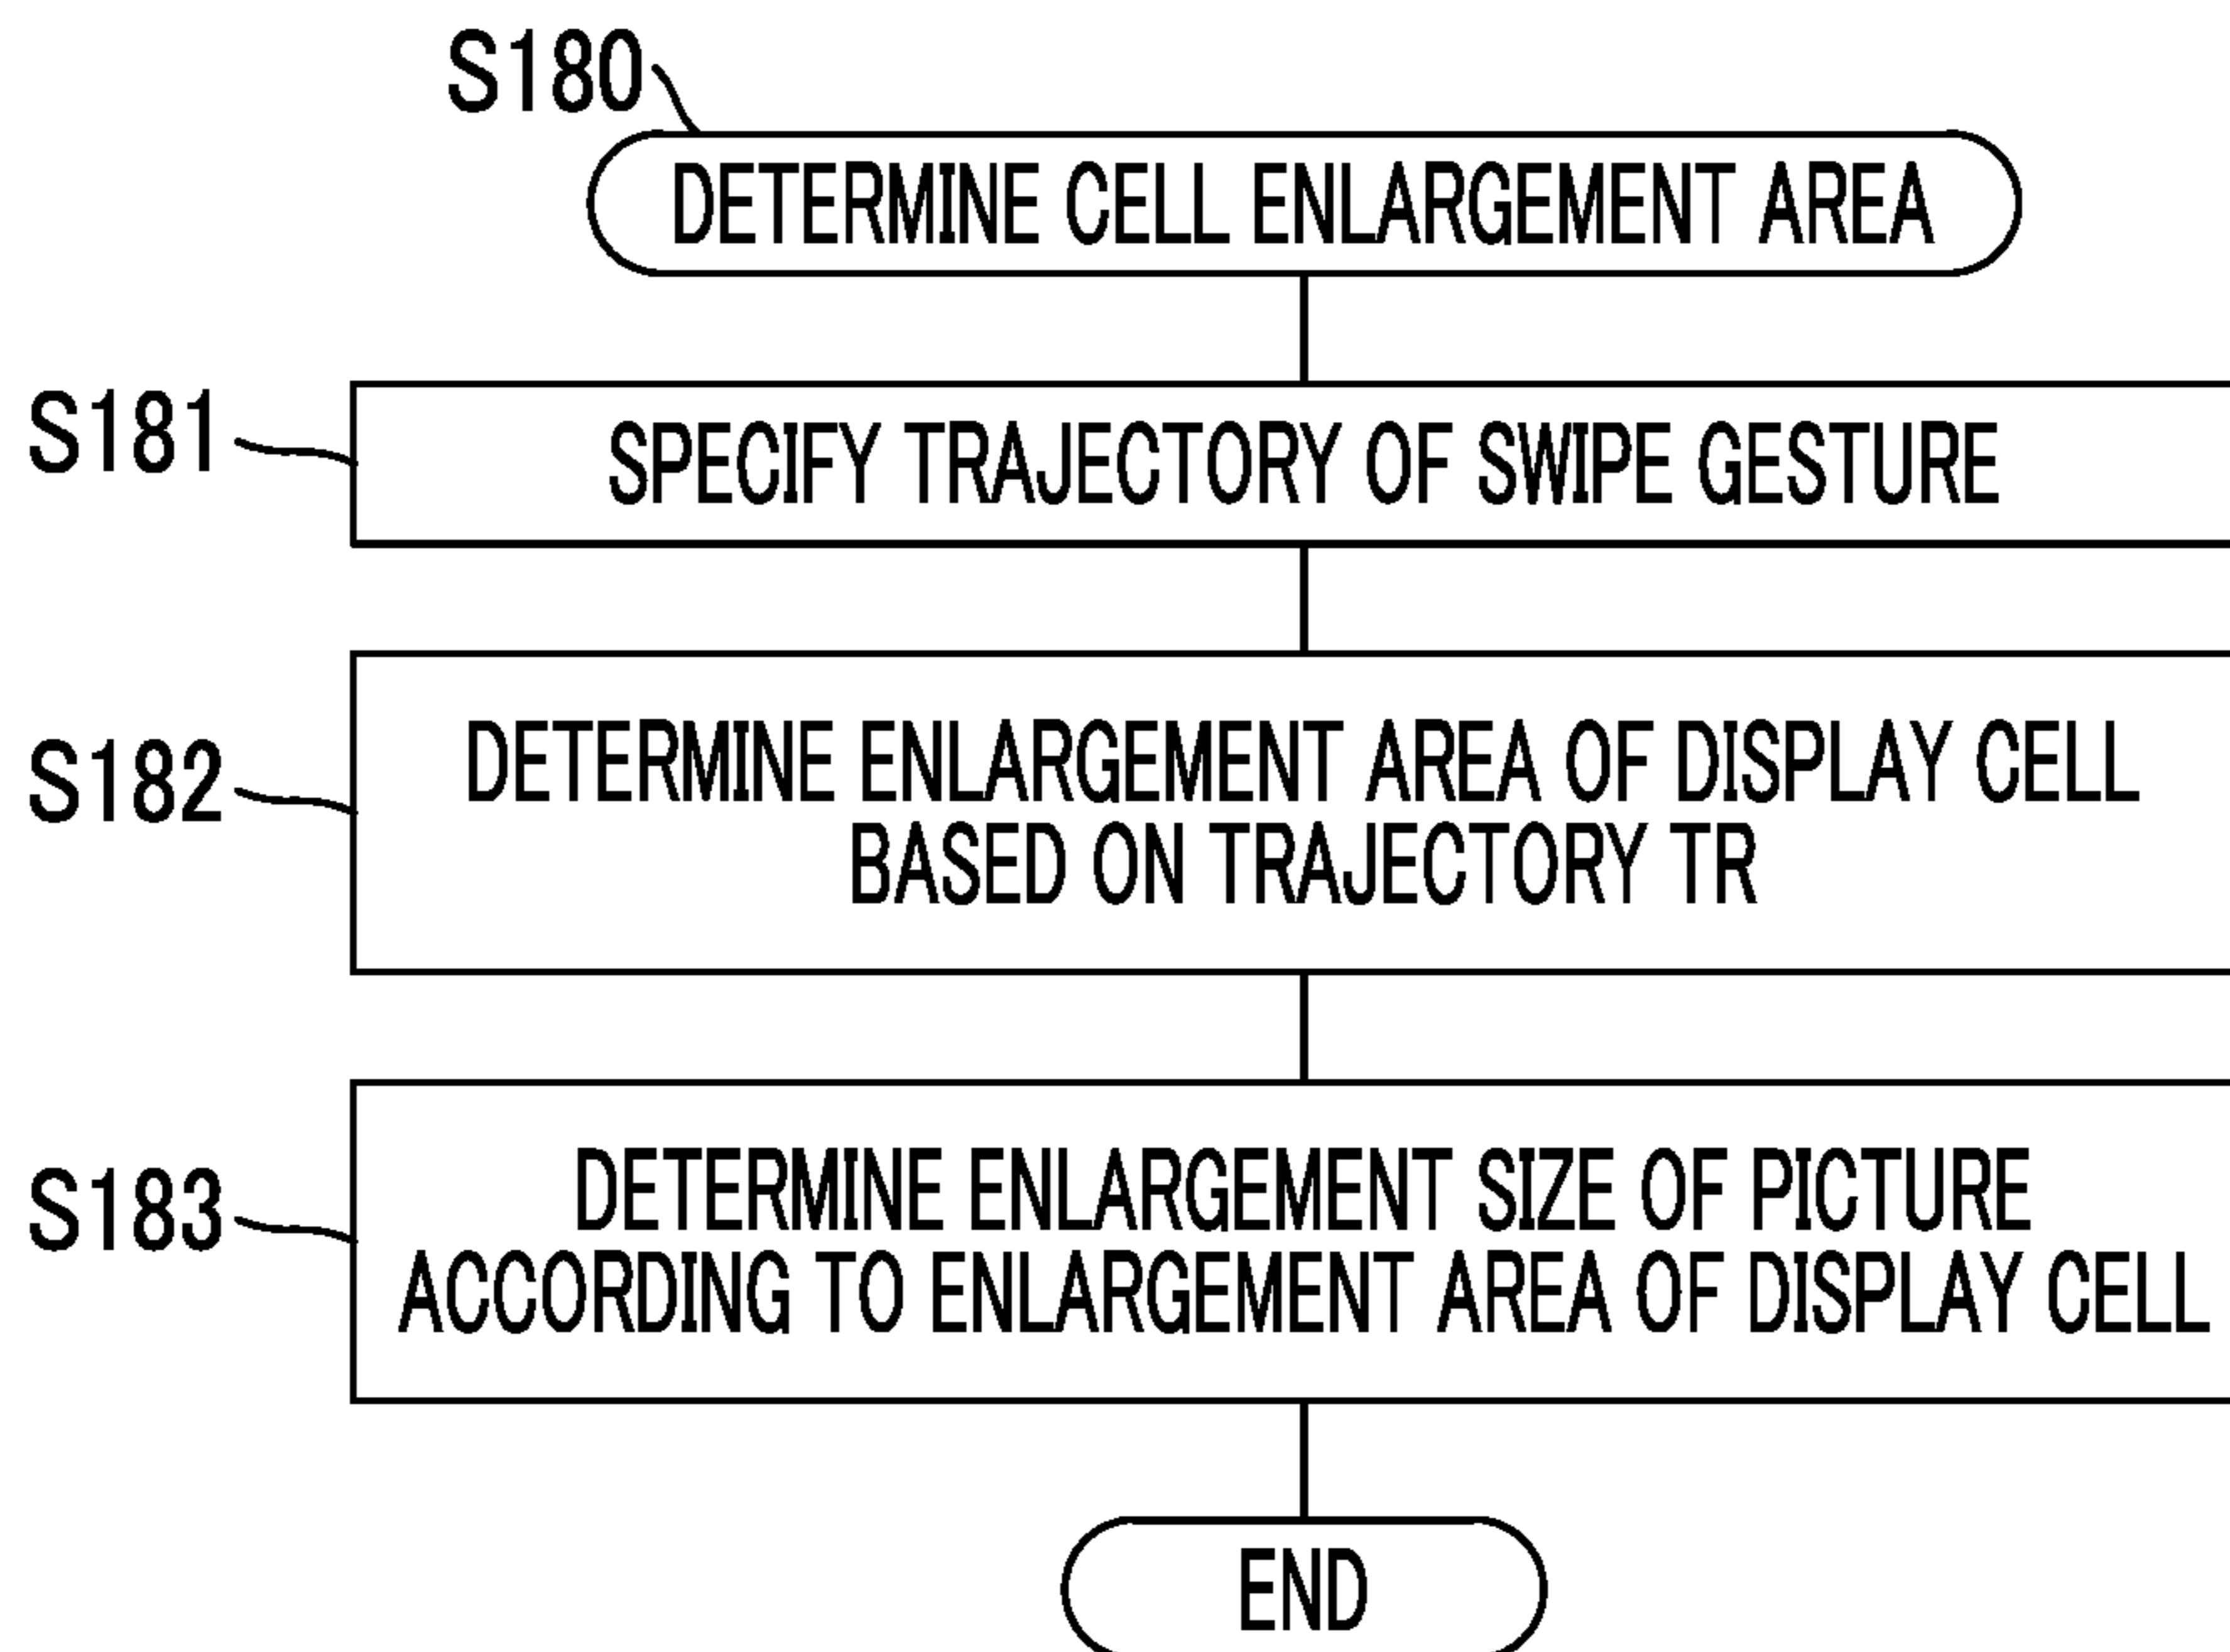 S180
DETERMINE CELL ENLARGEMENT AREA
S181
SPECIFY TRAJECTORY OF SWIPE GESTURE
S182
DETERMINE ENLARGEMENT AREA OF DISPLAY CELL
BASED ON TRAJECTORY TR
S183
DETERMINE ENLARGEMENT SIZE OF PICTURE
ACCORDING TO ENLARGEMENT AREA OF DISPLAY CELL
END